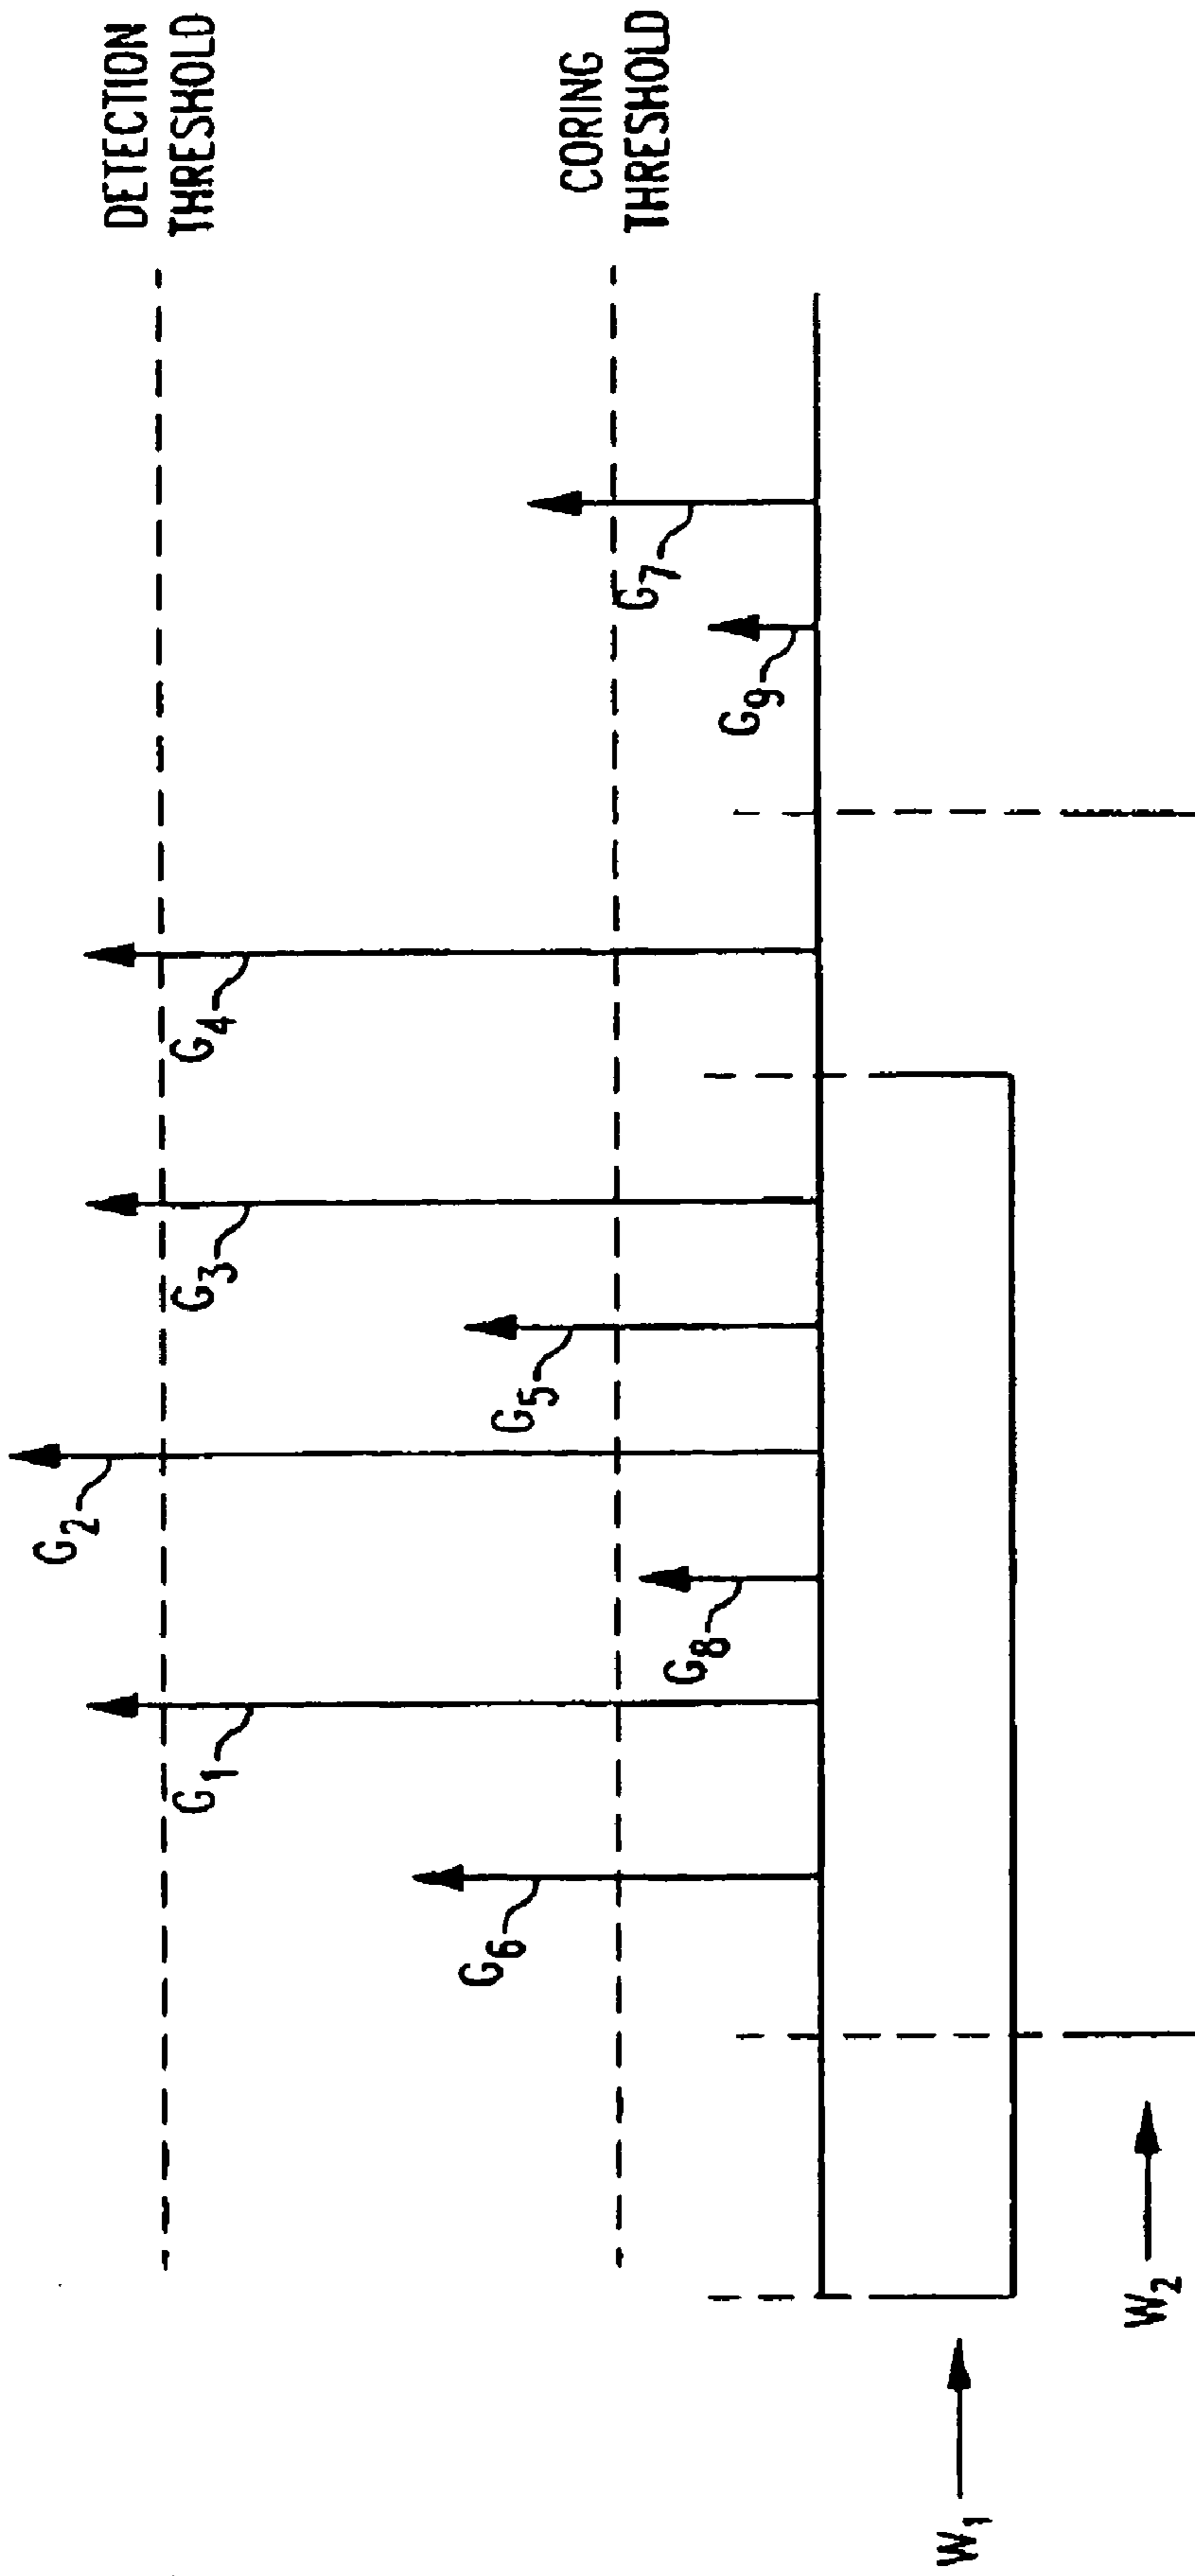 DETECTION
THRESHOLD
CORING
THRESHOLD
G2
G1
G3
G4
G6
G8
G5
G9
G7
W1
W2